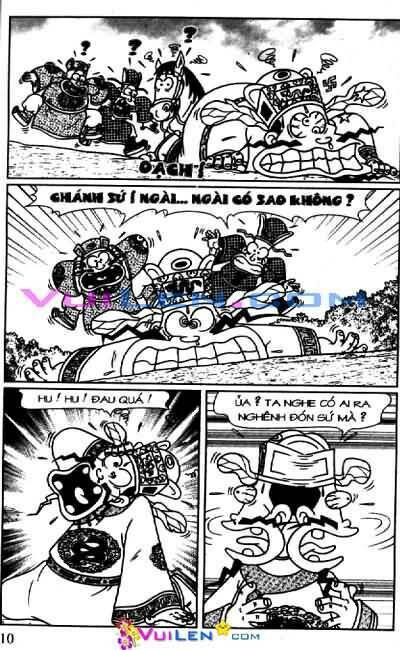 ? ? ?
OẠCH !
CHÁNH SỨ ! NGÀI... NGÀI CÓ SAO KHÔNG ?
VUILEN.COM
HU ! HU ! ĐAU QUÁ !
ỦA ? TA NGHE CÓ AI RA
NGHÊNH ĐÓN SỨ MÀ ?
10
VUILEN.COM